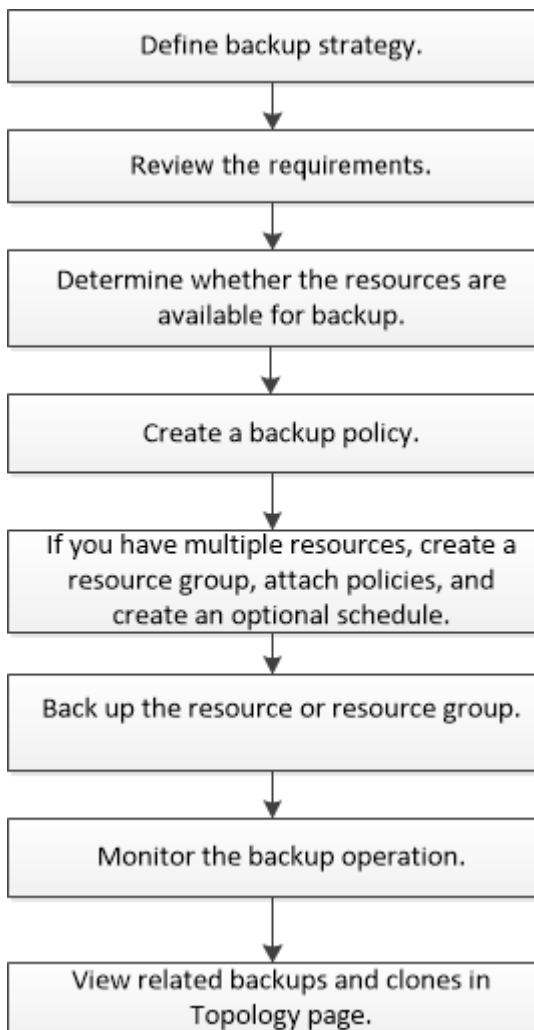 Define backup strategy.
Review the requirements.
Determine whether the resources are
available for backup.
Create a backup policy.
If you have multiple resources, create a
resource group, attach policies, and
create an optional schedule.
Back up the resource or resource group.
Monitor the backup operation.
View related backups and clones in
Topology page.